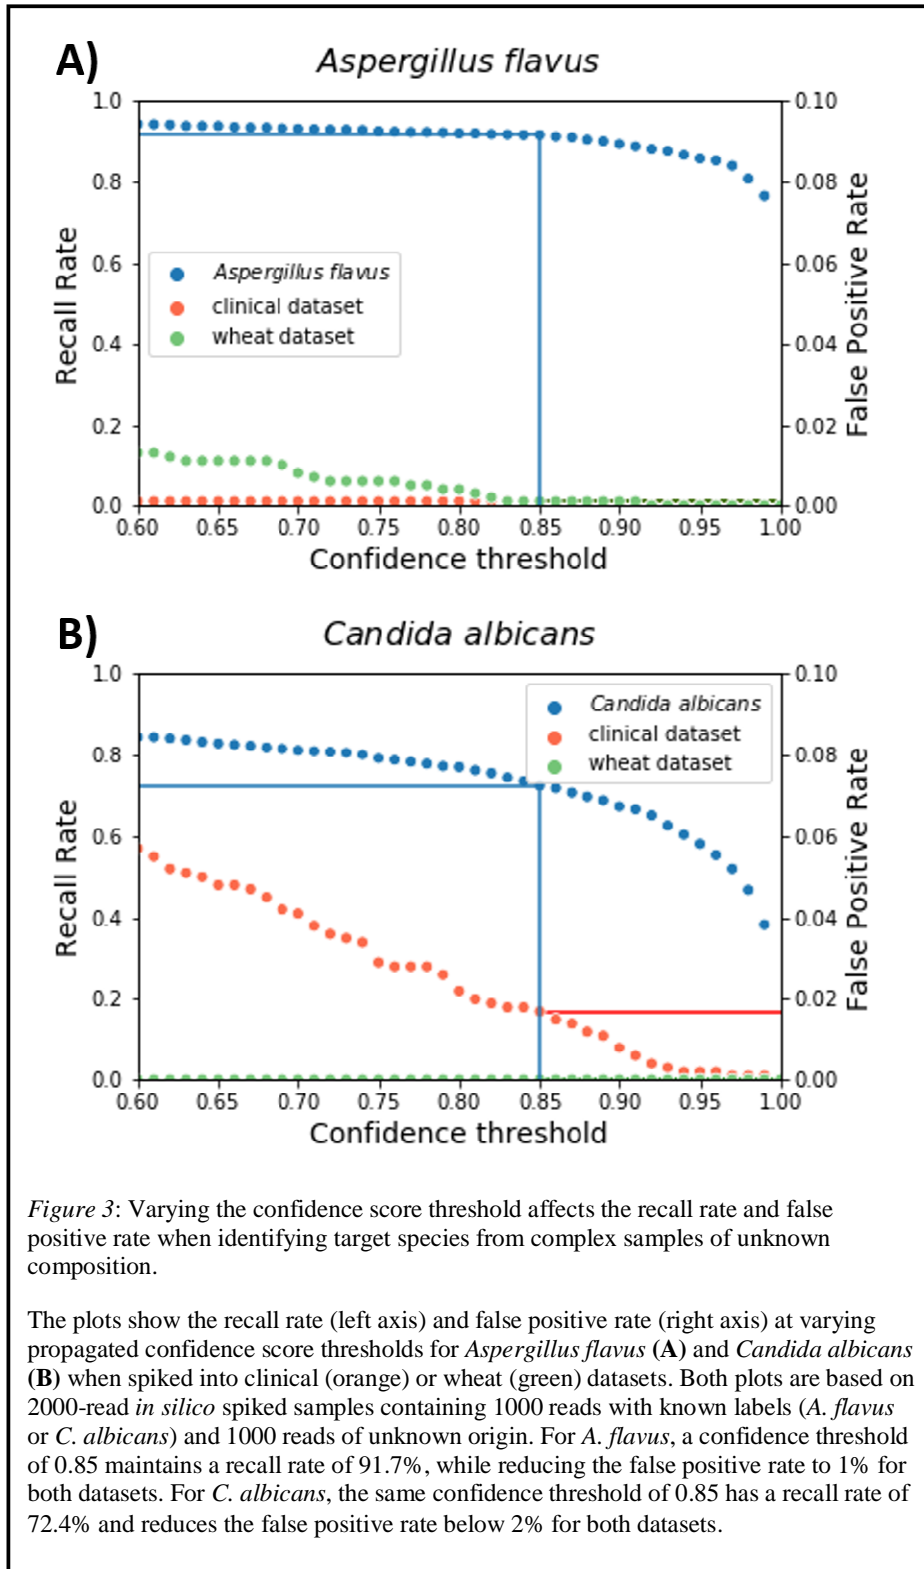 A)
Aspergillus flavus
1.0
0.8
0.6
0.4
0.2
0.0
Recall Rate
Aspergillus flavus
clinical dataset
wheat dataset
0.10
0.08
0.06
0.04
0.02
0.00
False Positive Rate
0.60 0.65 0.70 0.75 0.80 0.85 0.90 0.95 1.00
Confidence threshold
B)
Candida albicans
1.0
0.8
0.6
0.4
0.2
0.0
Recall Rate
Candida albicans
clinical dataset
wheat dataset
0.10
0.08
0.06
0.04
0.02
0.00
False Positive Rate
0.60 0.65 0.70 0.75 0.80 0.85 0.90 0.95 1.00
Confidence threshold
Figure 3: Varying the confidence score threshold affects the recall rate and false
positive rate when identifying target species from complex samples of unknown
composition.
The plots show the recall rate (left axis) and false positive rate (right axis) at varying
propagated confidence score thresholds for Aspergillus flavus (A) and Candida albicans
(B) when spiked into clinical (orange) or wheat (green) datasets. Both plots are based on
2000-read in silico spiked samples containing 1000 reads with known labels (A. flavus
or C. albicans) and 1000 reads of unknown origin. For A. flavus, a confidence threshold
of 0.85 maintains a recall rate of 91.7%, while reducing the false positive rate to 1% for
both datasets. For C. albicans, the same confidence threshold of 0.85 has a recall rate of
72.4% and reduces the false positive rate below 2% for both datasets.